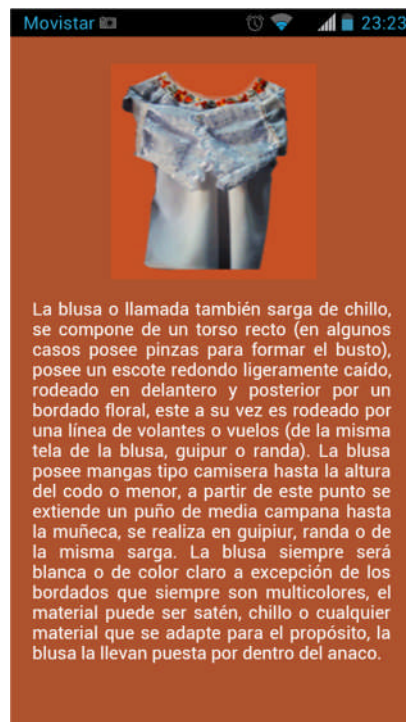 Movistar 23:23
La blusa o llamada también sarga de chillo,
se compone de un torso recto (en algunos
casos posee pinzas para formar el busto),
posee un escote redondo ligeramente caído,
rodeado en delantero y posterior por un
bordado floral, este a su vez es rodeado por
una línea de volantes o vuelos (de la misma
tela de la blusa, guipur o randa). La blusa
posee mangas tipo camisera hasta la altura
del codo o menor, a partir de este punto se
extiende un puño de media campana hasta
la muñeca, se realiza en guipiur, randa o de
la misma sarga. La blusa siempre será
blanca o de color claro a excepción de los
bordados que siempre son multicolores, el
material puede ser satén, chillo o cualquier
material que se adapte para el propósito, la
blusa la llevan puesta por dentro del anaco.